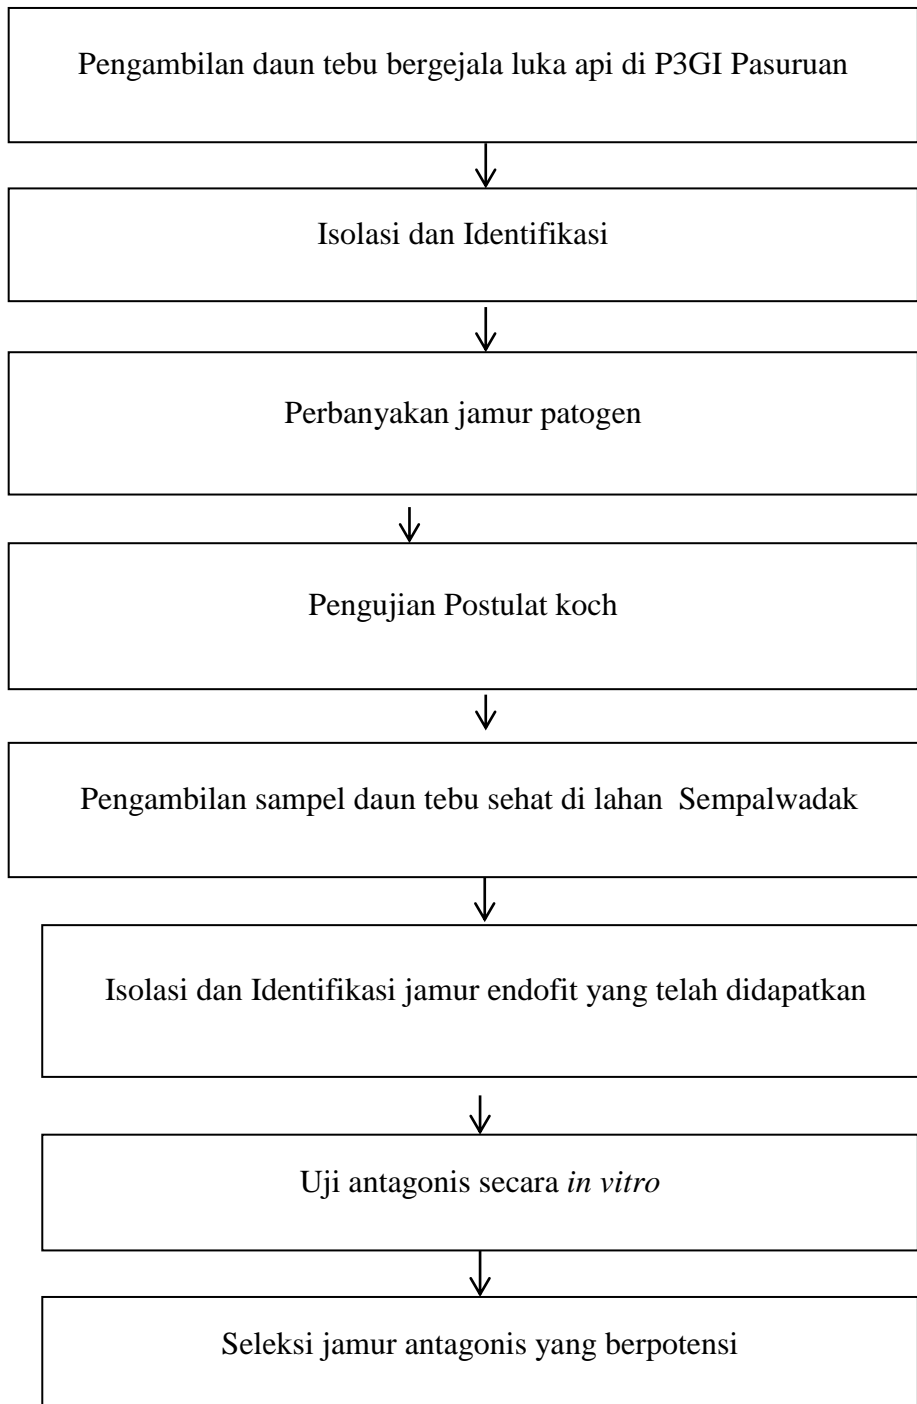 Pengambilan daun tebu bergejala luka api di P3GI Pasuruan
Isolasi dan Identifikasi
Perbanyakan jamur patogen
Pengujian Postulat koch
Pengambilan sampel daun tebu sehat di lahan  Sempalwadak
Isolasi dan Identifikasi jamur endofit yang telah didapatkan
Uji antagonis secara in vitro
Seleksi jamur antagonis yang berpotensi